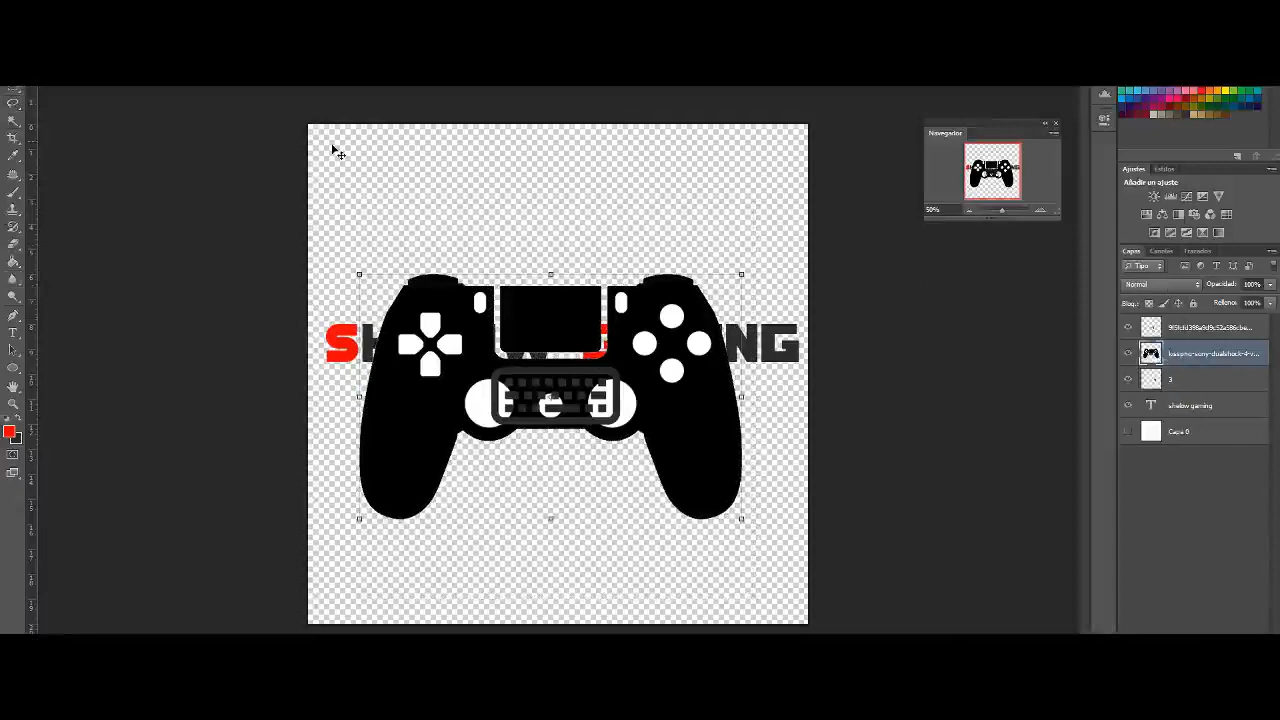 Navegador
50%
Ajustes Estilos
Añadir un ajuste
Capas Canales Trazados
Tipo
Normal Opacidad: 100%
Bloq.: Relleno: 100%
3
shadow gaming
Capa 0
S NG